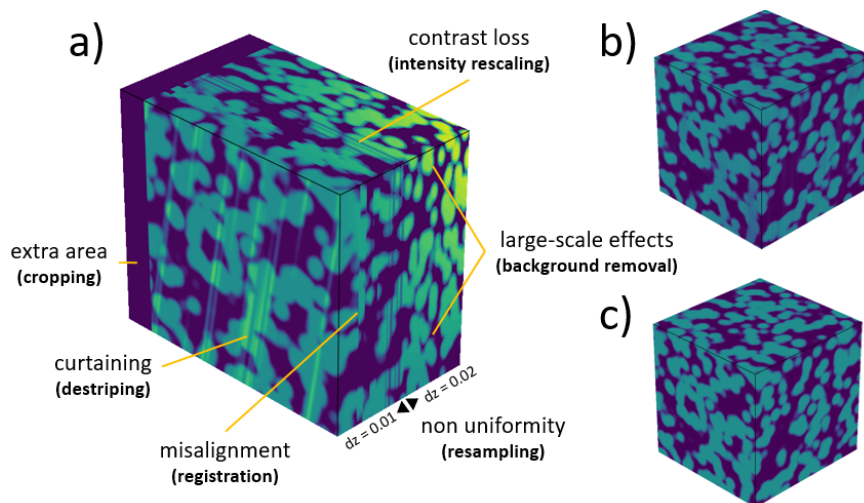 a)
contrast loss
(intensity rescaling)
b)
extra area
(cropping)
large-scale effects
(background removal)
curtaining
(destriping)
c)
dz = 0.01
dz = 0.02
misalignment
(registration)
non uniformity
(resampling)